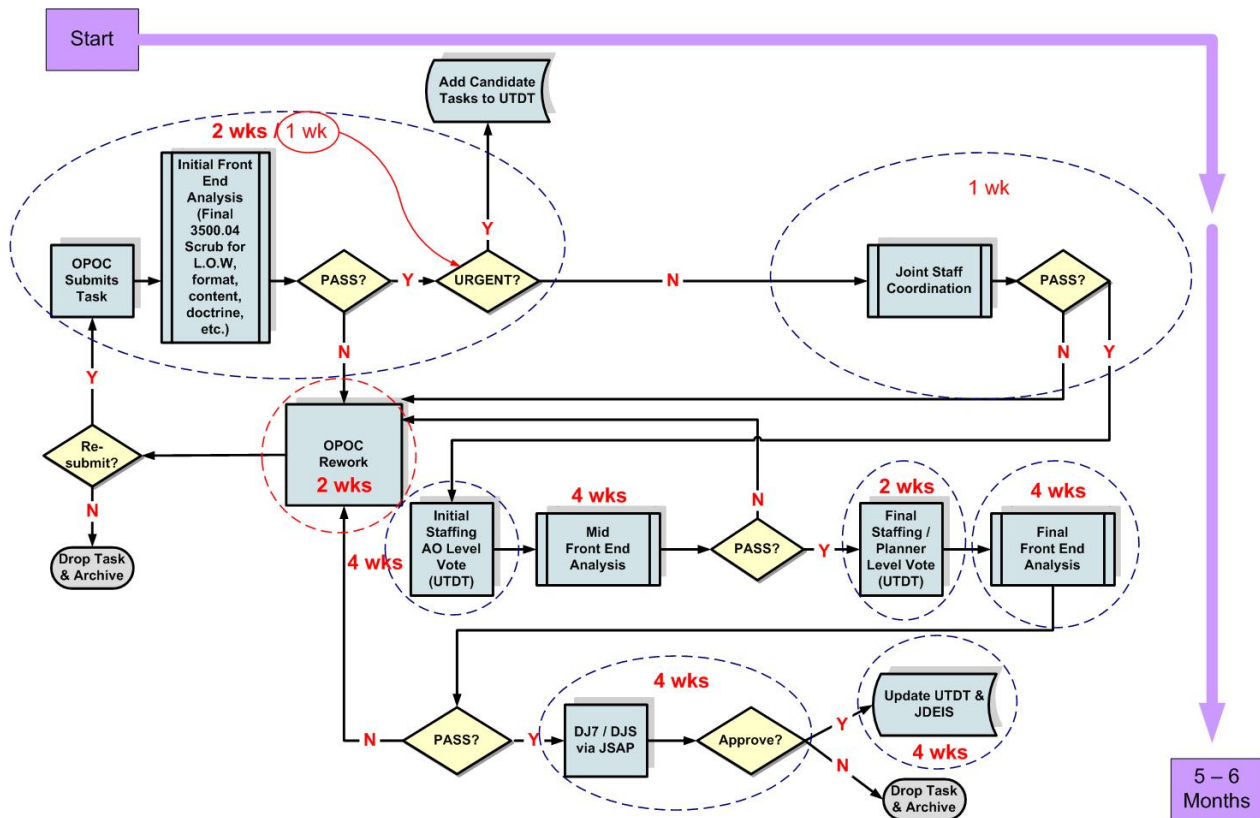 Start
Add Candidate
Tasks to UTDT
2 wks / 1 wk
Initial Front
End
Analysis
(Final
3500.04
Scrub for
L.O.W,
format,
content,
doctrine,
etc.)
1 wk
OPOC
Submits
Task
PASS?
Y
URGENT?
Y
N
Joint Staff
Coordination
PASS?
N
Y
N
Y
Re-
submit?
N
Drop Task
& Archive
OPOC
Rework
2 wks
4 wks
Initial
Staffing
AO Level
Vote
(UTDT)
4 wks
Mid
Front End
Analysis
N
PASS?
Y
2 wks
Final
Staffing /
Planner
Level Vote
(UTDT)
4 wks
Final
Front End
Analysis
N
PASS?
Y
4 wks
DJ7 / DJS
via JSAP
Approve?
Y
Update UTDT &
JDEIS
4 wks
N
Drop Task
& Archive
5 – 6
Months